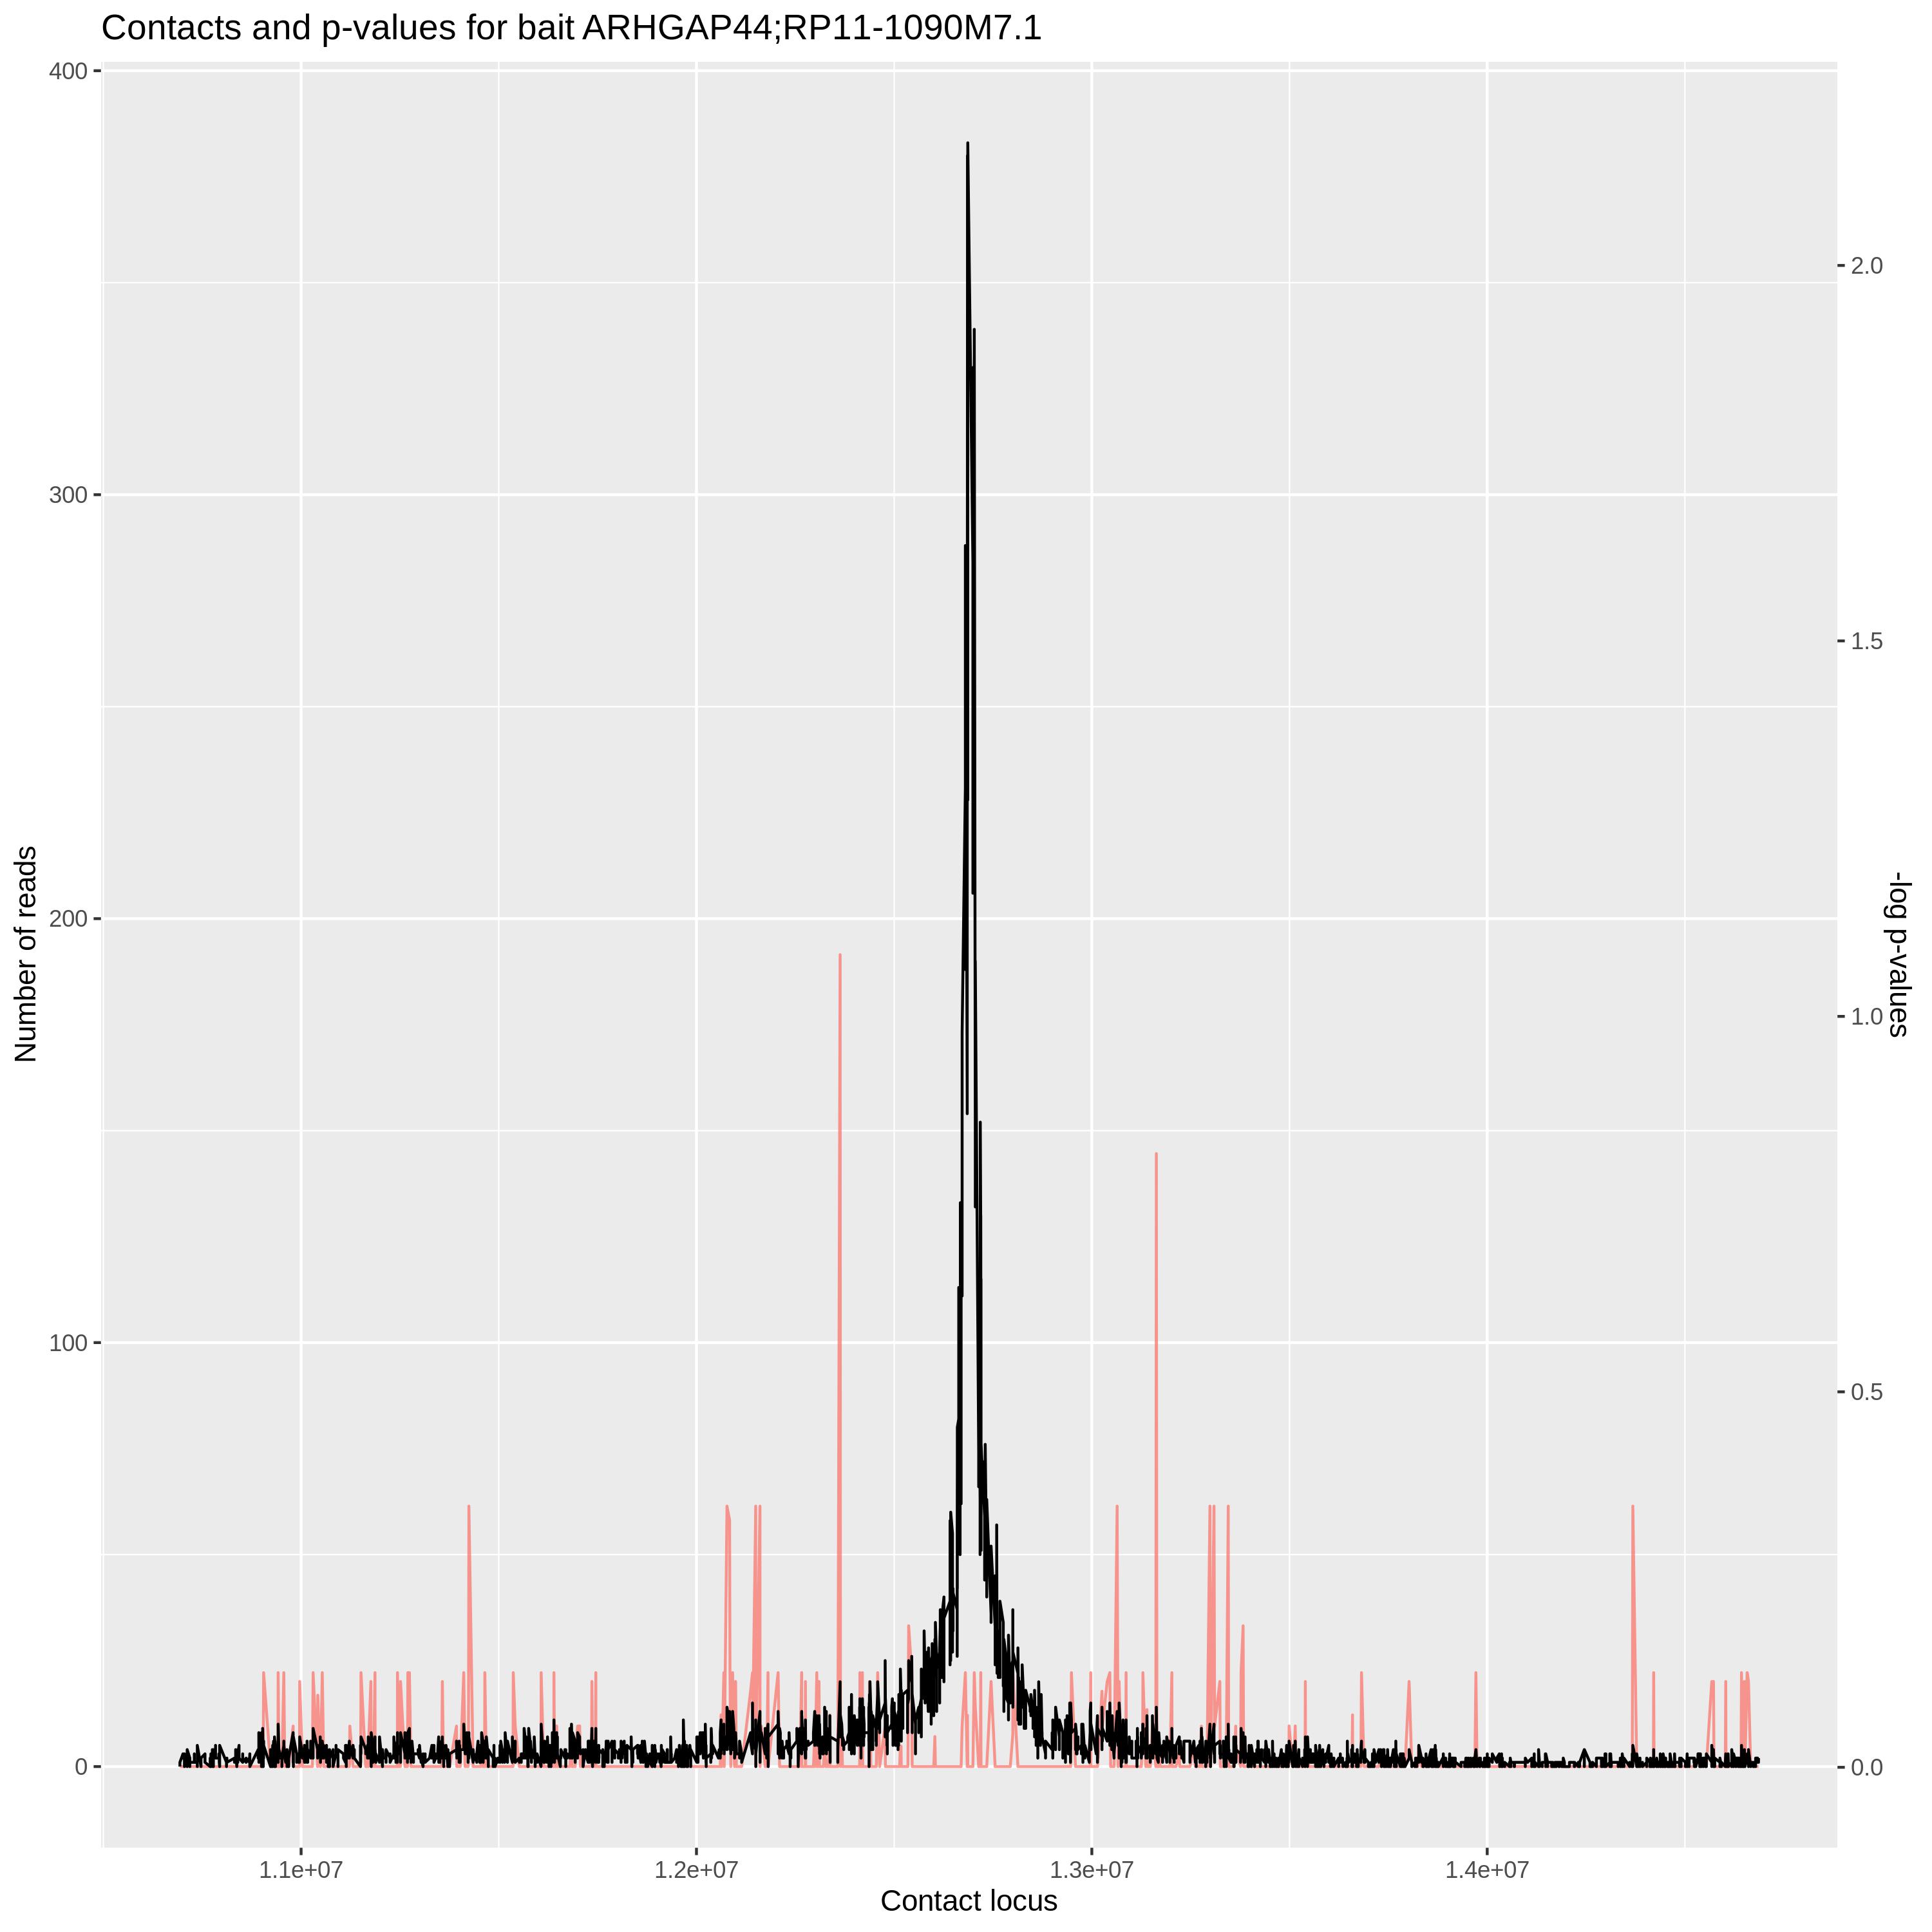 Contacts and p-values for bait ARHGAP44;RP11-1090M7.1
400
300
200
100
0
2.0
1.5
1.0
0.5
0.0
Number of reads
-log p-values
1.1e+07 1.2e+07 1.3e+07 1.4e+07
Contact locus